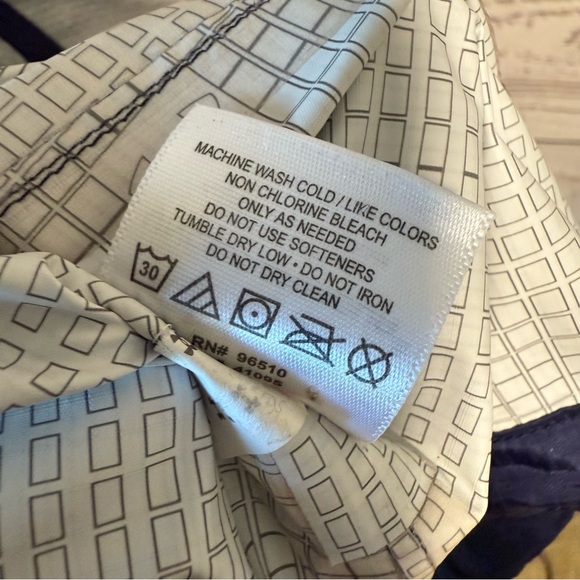 MACHINE WASH COLD / LIKE COLORS
NON CHLORINE BLEACH
ONLY AS NEEDED
DO NOT USE SOFTENERS
TUMBLE DRY LOW · DO NOT IRON
DO NOT DRY CLEAN
30
RN# 96510